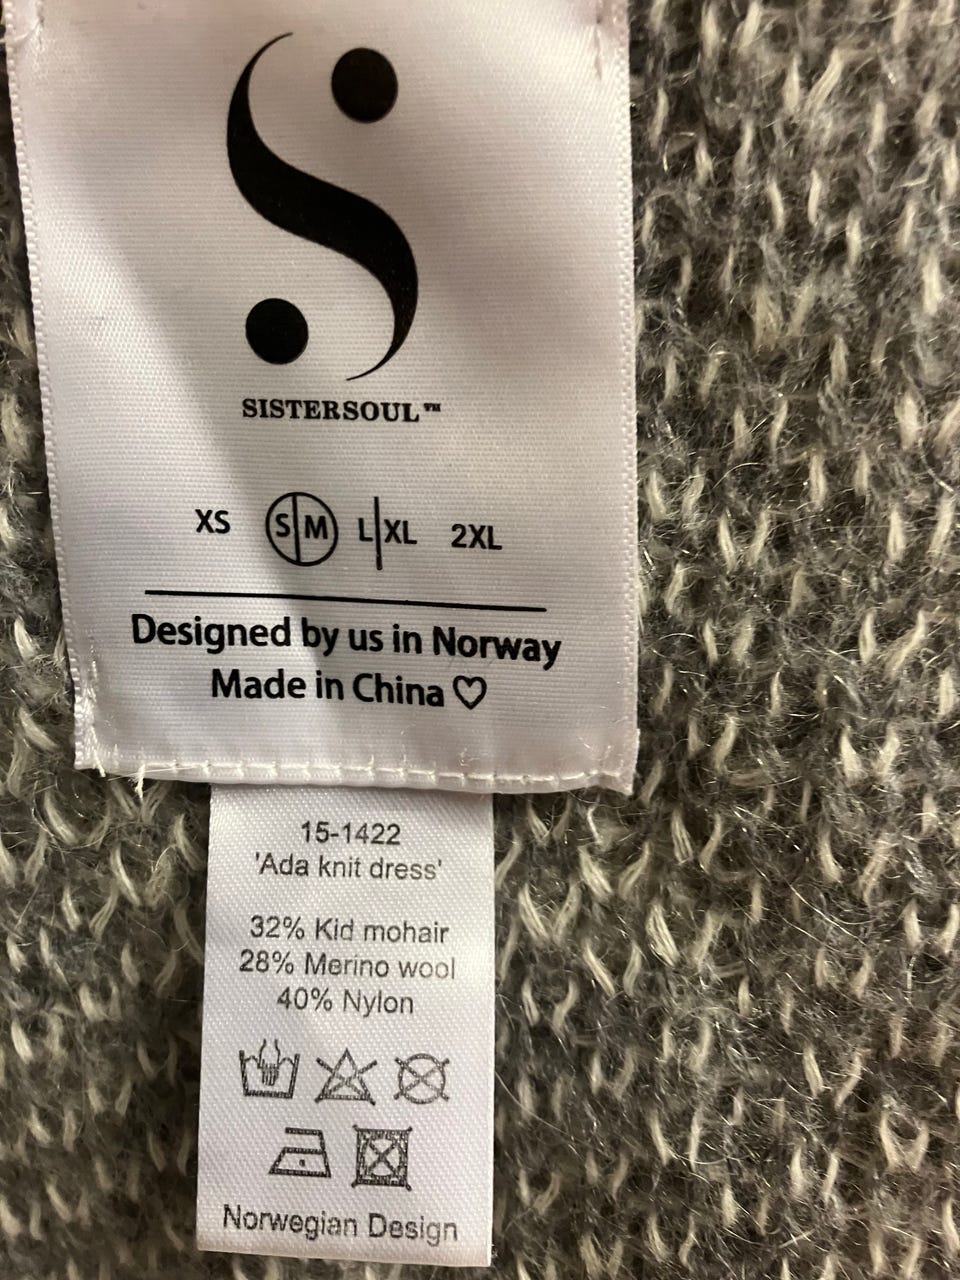 SISTERSOUL™
XS S|M L|XL 2XL
Designed by us in Norway
Made in China ♡
15-1422
'Ada knit dress'
32% Kid mohair
28% Merino wool
40% Nylon
Norwegian Design